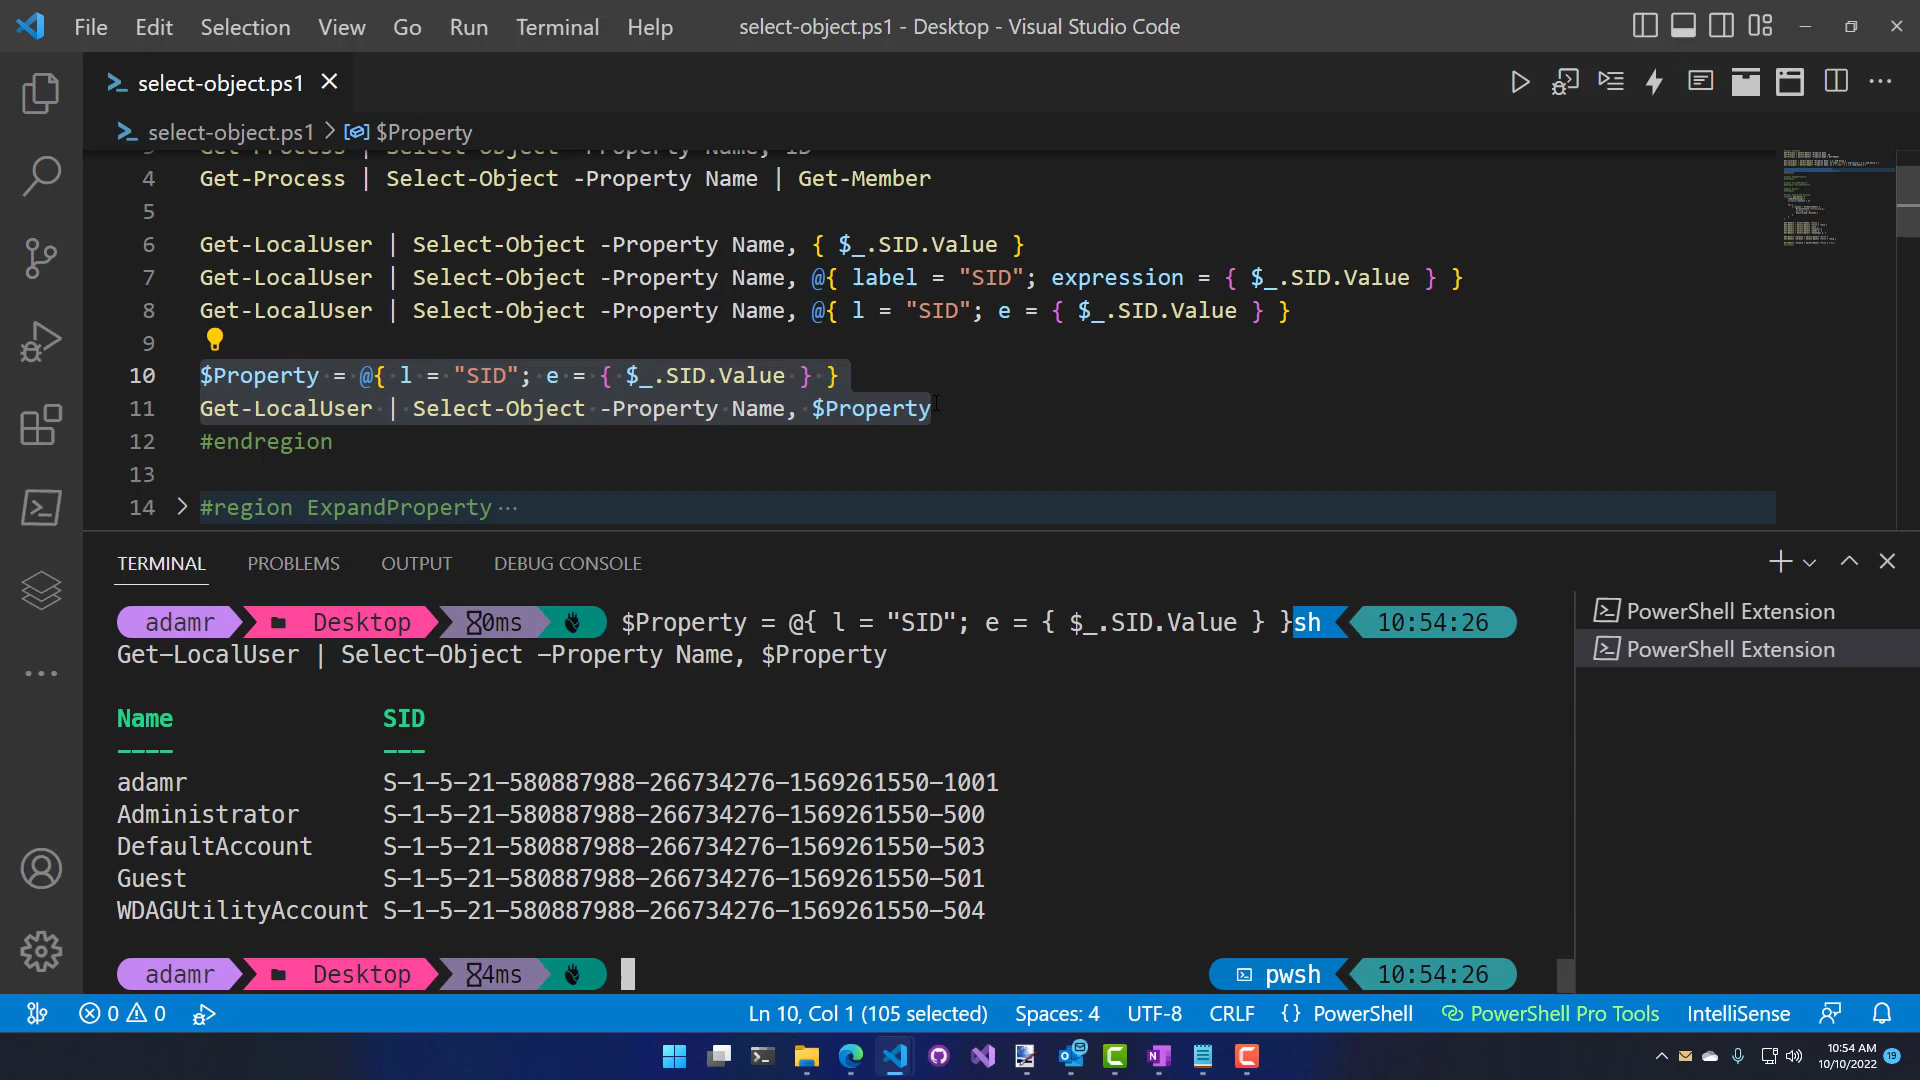 File Edit Selection View Go Run Terminal Help select-object.ps1 - Desktop - Visual Studio Code
select-object.ps1
select-object.ps1 > $Property
3 Get-Process | Select-Object -Property Name, ID
4 Get-Process | Select-Object -Property Name | Get-Member
5
6 Get-LocalUser | Select-Object -Property Name, { $_.SID.Value }
7 Get-LocalUser | Select-Object -Property Name, @{ label = "SID"; expression = { $_.SID.Value } }
8 Get-LocalUser | Select-Object -Property Name, @{ l = "SID"; e = { $_.SID.Value } }
9
10 $Property = @{ l = "SID"; e = { $_.SID.Value } }
11 Get-LocalUser | Select-Object -Property Name, $Property
12 #endregion
13
14 #region ExpandProperty ...
TERMINAL PROBLEMS OUTPUT DEBUG CONSOLE
adamr Desktop 0ms $Property = @{ l = "SID"; e = { $_.SID.Value } }sh 10:54:26
Get-LocalUser | Select-Object -Property Name, $Property
Name SID
---- ---
adamr S-1-5-21-580887988-266734276-1569261550-1001
Administrator S-1-5-21-580887988-266734276-1569261550-500
DefaultAccount S-1-5-21-580887988-266734276-1569261550-503
Guest S-1-5-21-580887988-266734276-1569261550-501
WDAGUtilityAccount S-1-5-21-580887988-266734276-1569261550-504
adamr Desktop 4ms pwsh 10:54:26
PowerShell Extension
PowerShell Extension
0 0 Ln 10, Col 1 (105 selected) Spaces: 4 UTF-8 CRLF {} PowerShell PowerShell Pro Tools IntelliSense
10:54 AM
10/10/2022
19